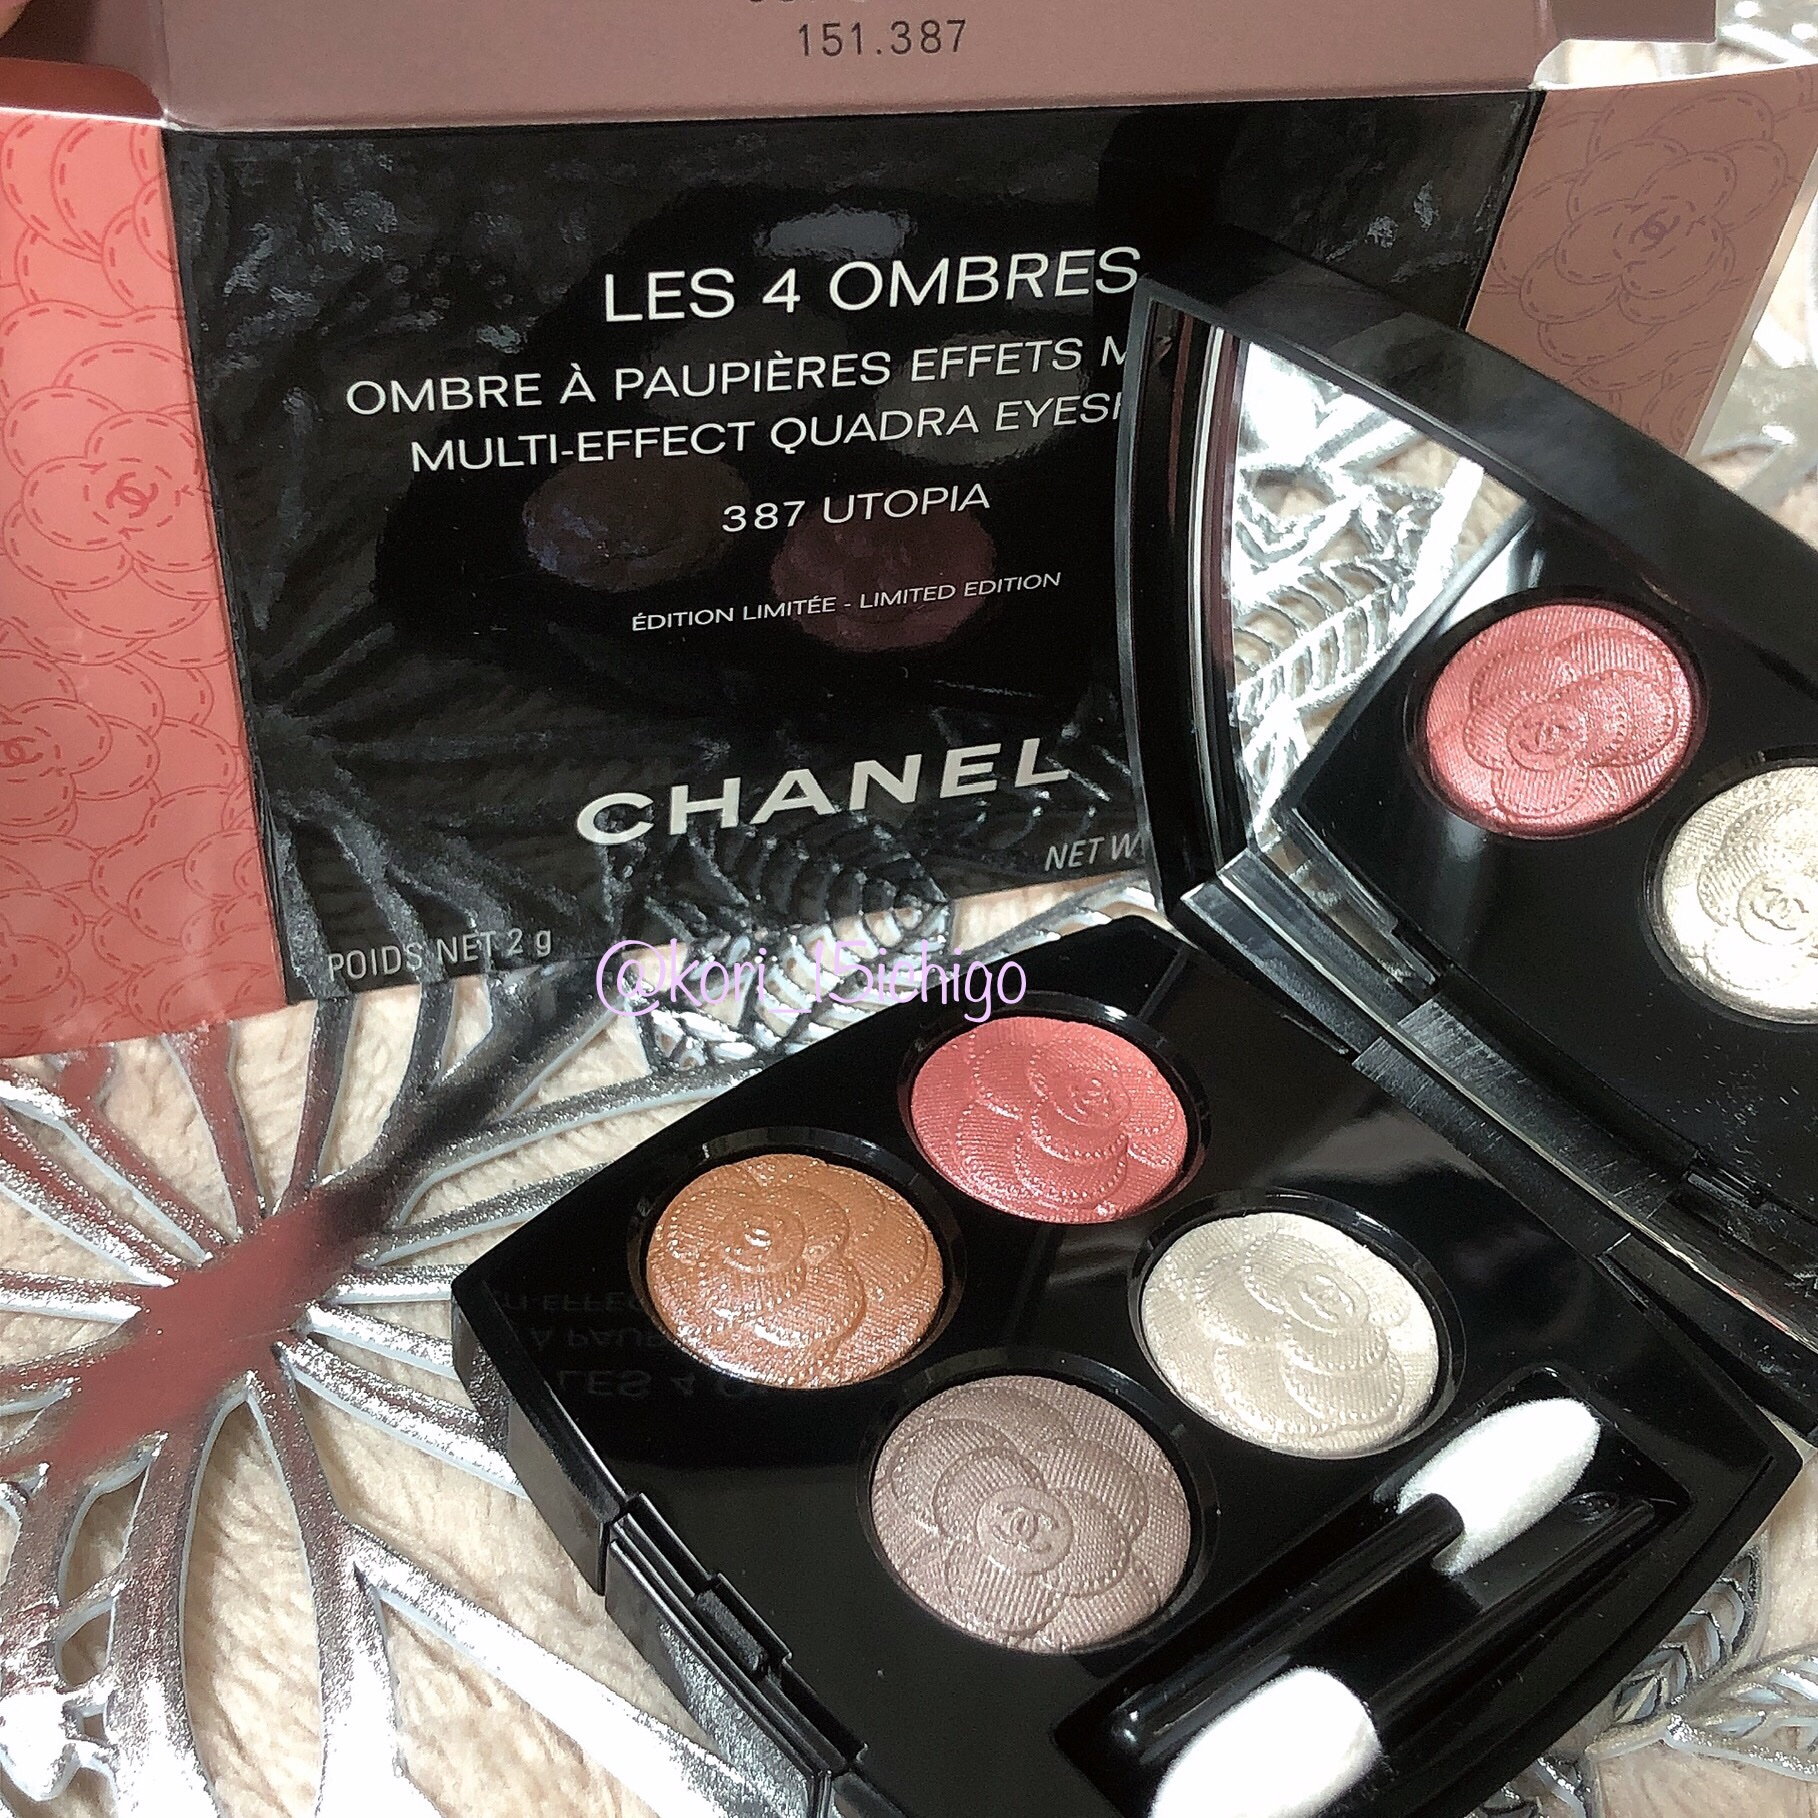 151.387
LES 4 OMBRES
OMBRE À PAUPIÈRES EFFETS
MULTI-EFFECT QUADRA
387 UTOPIA
ÉDITION LIMITÉE - LIMITED EDITION
CHANEL
NET
POIDS NET 2 g
@kori_15ichigo